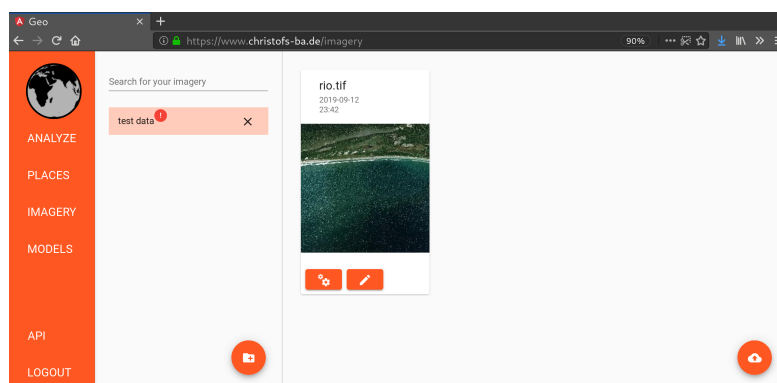 Geo
https://www.christofs-ba.de/imagery
90%
ANALYZE
PLACES
IMAGERY
MODELS
API
LOGOUT
Search for your imagery
test data
rio.tif
2019-09-12
23:42